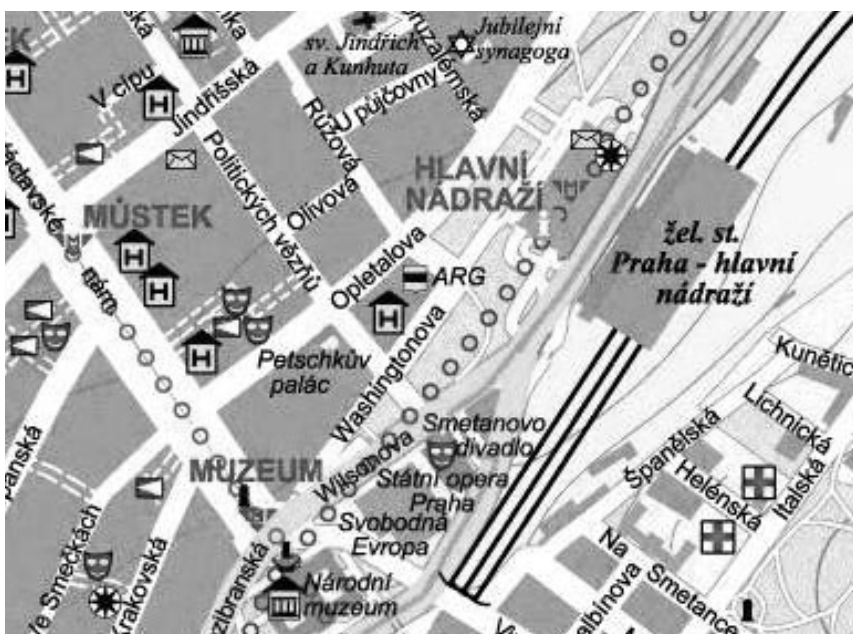 Jubilejní
synagoga
sv. Jindřich
a Kunhuta
V cípu
Jindřišská
U půjčovny
Růžová
Politických vězňů
Olivová
HLAVNÍ
NÁDRAŽÍ
MŮSTEK
žel. st.
Praha - hlavní
nádraží
nám.
Opletalova
ARG
Petschkův
palác
Washingtonova
Smetanovo
divadlo
Wilsonova
Státní opera
Praha
MUZEUM
Svobodná
Evropa
Národní
muzeum
Krakovská
Španělská
Helénská
Lichnická
Italská
Na
Smetance
H
H
H
H
H
H
H